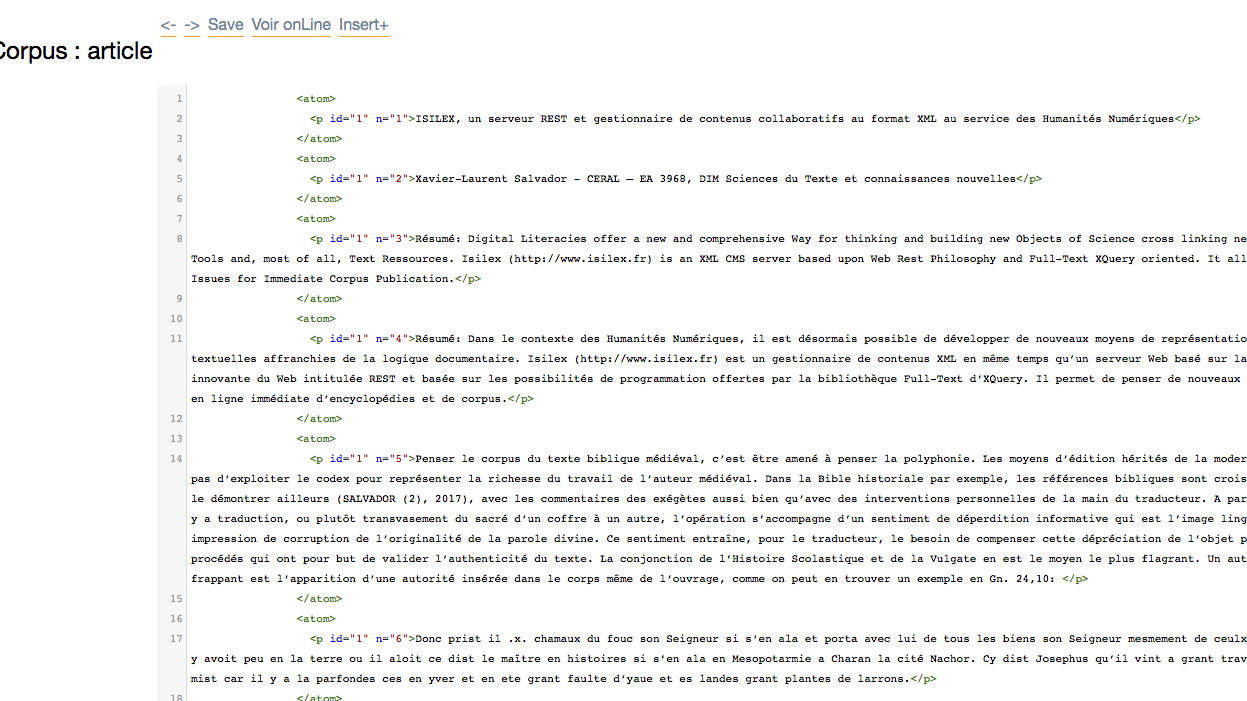 <- -> Save Voir onLine Insert+
Corpus : article
1 <atom>
2 <p id="1" n="1">ISILEX, un serveur REST et gestionnaire de contenus collaboratifs au format XML au service des Humanités Numériques</p>
3 </atom>
4 <atom>
5 <p id="1" n="2">Xavier-Laurent Salvador - CERAL – EA 3968, DIM Sciences du Texte et connaissances nouvelles</p>
6 </atom>
7 <atom>
8 <p id="1" n="3">Résumé: Digital Literacies offer a new and comprehensive Way for thinking and building new Objects of Science cross linking ne
Tools and, most of all, Text Ressources. Isilex (http://www.isilex.fr) is an XML CMS server based upon Web Rest Philosophy and Full-Text XQuery oriented. It all
Issues for Immediate Corpus Publication.</p>
9 </atom>
10 <atom>
11 <p id="1" n="4">Résumé: Dans le contexte des Humanités Numériques, il est désormais possible de développer de nouveaux moyens de représentatio
textuelles affranchies de la logique documentaire. Isilex (http://www.isilex.fr) est un gestionnaire de contenus XML en même temps qu’un serveur Web basé sur la
innovante du Web intitulée REST et basée sur les possibilités de programmation offertes par la bibliothèque Full-Text d’XQuery. Il permet de penser de nouveaux
en ligne immédiate d’encyclopédies et de corpus.</p>
12 </atom>
13 <atom>
14 <p id="1" n="5">Penser le corpus du texte biblique médiéval, c’est être amené à penser la polyphonie. Les moyens d’édition hérités de la moder
pas d’exploiter le codex pour représenter la richesse du travail de l’auteur médiéval. Dans la Bible historiale par exemple, les références bibliques sont crois
le démontrer ailleurs (SALVADOR (2), 2017), avec les commentaires des exégètes aussi bien qu’avec des interventions personnelles de la main du traducteur. A par
y a traduction, ou plutôt transvasement du sacré d’un coffre à un autre, l’opération s’accompagne d’un sentiment de déperdition informative qui est l’image ling
impression de corruption de l’originalité de la parole divine. Ce sentiment entraîne, pour le traducteur, le besoin de compenser cette dépréciation de l’objet p
procédés qui ont pour but de valider l’authenticité du texte. La conjonction de l’Histoire Scolastique et de la Vulgate en est le moyen le plus flagrant. Un aut
frappant est l’apparition d’une autorité insérée dans le corps même de l’ouvrage, comme on peut en trouver un exemple en Gn. 24,10: </p>
15 </atom>
16 <atom>
17 <p id="1" n="6">Donc prist il .x. chamaux du fouc son Seigneur si s’en ala et porta avec lui de tous les biens son Seigneur mesmement de ceulx
y avoit peu en la terre ou il aloit ce dist le maître en histoires si s’en ala en Mesopotarmie a Charan la cité Nachor. Cy dist Josephus qu’il vint a grant trav
mist car il y a la parfondes ces en yver et en ete grant faulte d’yaue et es landes grant plantes de larrons.</p>
18 </atom>